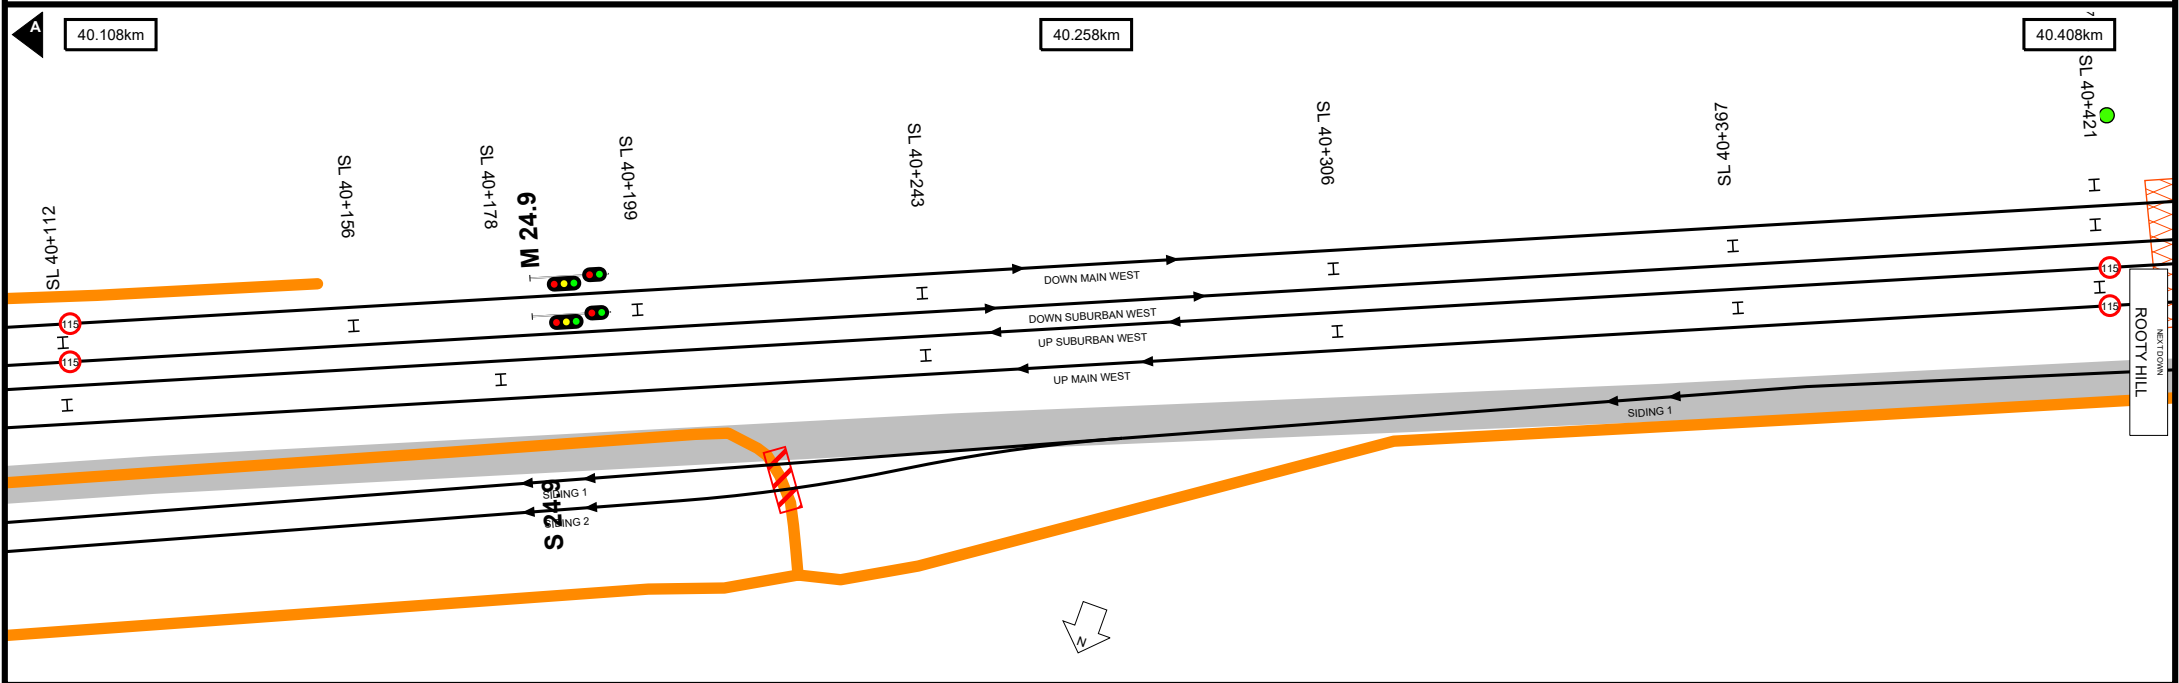 A
40.108km
40.258km
40.408km
SL 40+112
SL 40+156
SL 40+178
M 24.9
SL 40+199
SL 40+243
SL 40+306
SL 40+367
SL 40+421
DOWN MAIN WEST
DOWN SUBURBAN WEST
UP SUBURBAN WEST
UP MAIN WEST
115
115
115
115
NEXT DOWN
ROOTY HILL
SIDING 1
SIDING 1
S 24.9
SIDING 2
N